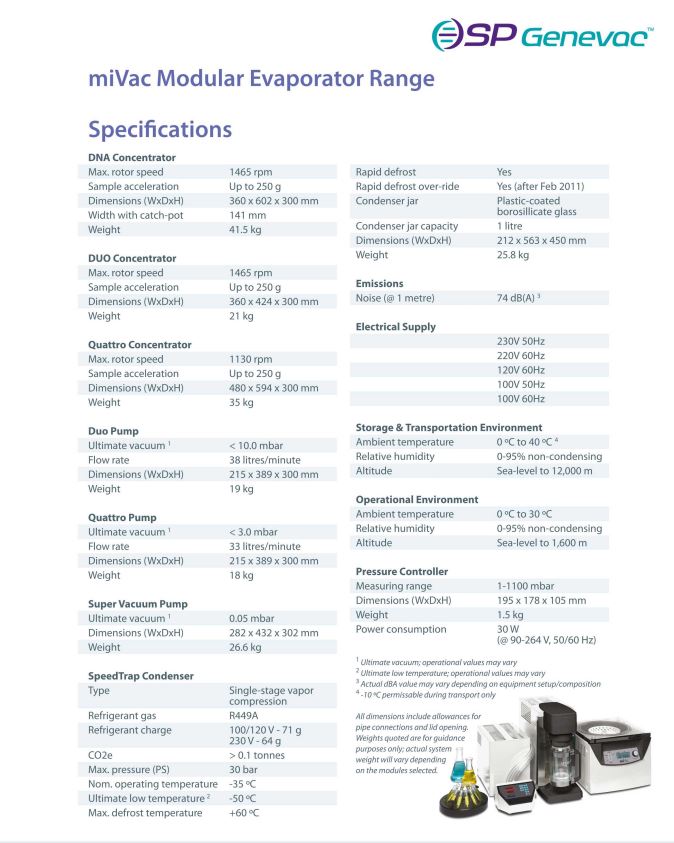 SP Genevac™
miVac Modular Evaporator Range
Specifications
DNA Concentrator
Max. rotor speed 1465 rpm
Sample acceleration Up to 250 g
Dimensions (WxDxH) 360 x 602 x 300 mm
Width with catch-pot 141 mm
Weight 41.5 kg
DUO Concentrator
Max. rotor speed 1465 rpm
Sample acceleration Up to 250 g
Dimensions (WxDxH) 360 x 424 x 300 mm
Weight 21 kg
Quattro Concentrator
Max. rotor speed 1130 rpm
Sample acceleration Up to 250 g
Dimensions (WxDxH) 480 x 594 x 300 mm
Weight 35 kg
Duo Pump
Ultimate vacuum ¹ < 10.0 mbar
Flow rate 38 litres/minute
Dimensions (WxDxH) 215 x 389 x 300 mm
Weight 19 kg
Quattro Pump
Ultimate vacuum ¹ < 3.0 mbar
Flow rate 33 litres/minute
Dimensions (WxDxH) 215 x 389 x 300 mm
Weight 18 kg
Super Vacuum Pump
Ultimate vacuum ¹ 0.05 mbar
Dimensions (WxDxH) 282 x 432 x 302 mm
Weight 26.6 kg
SpeedTrap Condenser
Type Single-stage vapor
compression
Refrigerant gas R449A
Refrigerant charge 100/120 V - 71 g
230 V - 64 g
CO2e > 0.1 tonnes
Max. pressure (PS) 30 bar
Nom. operating temperature -35 ºC
Ultimate low temperature ² -50 ºC
Max. defrost temperature +60 ºC
Rapid defrost Yes
Rapid defrost over-ride Yes (after Feb 2011)
Condenser jar Plastic-coated
borosillicate glass
Condenser jar capacity 1 litre
Dimensions (WxDxH) 212 x 563 x 450 mm
Weight 25.8 kg
Emissions
Noise (@ 1 metre) 74 dB(A) ³
Electrical Supply
230V 50Hz
220V 60Hz
120V 60Hz
100V 50Hz
100V 60Hz
Storage & Transportation Environment
Ambient temperature 0 ºC to 40 ºC ⁴
Relative humidity 0-95% non-condensing
Altitude Sea-level to 12,000 m
Operational Environment
Ambient temperature 0 ºC to 30 ºC
Relative humidity 0-95% non-condensing
Altitude Sea-level to 1,600 m
Pressure Controller
Measuring range 1-1100 mbar
Dimensions (WxDxH) 195 x 178 x 105 mm
Weight 1.5 kg
Power consumption 30 W
(@ 90-264 V, 50/60 Hz)
¹ Ultimate vacuum; operational values may vary
² Ultimate low temperature; operational values may vary
³ Actual dBA value may vary depending on equipment setup/composition
⁴ -10 ºC permissable during transport only
All dimensions include allowances for
pipe connections and lid opening.
Weights quoted are for guidance
purposes only; actual system
weight will vary depending
on the modules selected.